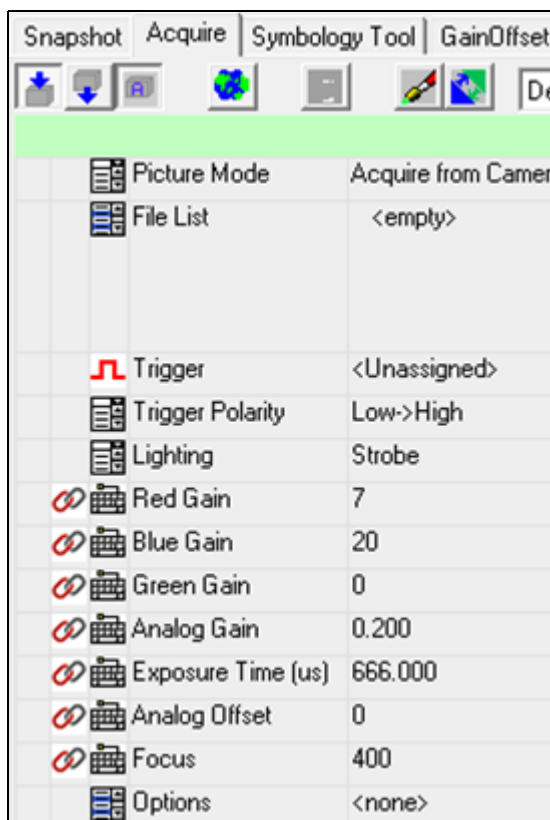 Snapshot Acquire Symbology Tool GainOffset
A De
Picture Mode Acquire from Camer
File List <empty>
Trigger <Unassigned>
Trigger Polarity Low->High
Lighting Strobe
Red Gain 7
Blue Gain 20
Green Gain 0
Analog Gain 0.200
Exposure Time (us) 666.000
Analog Offset 0
Focus 400
Options <none>